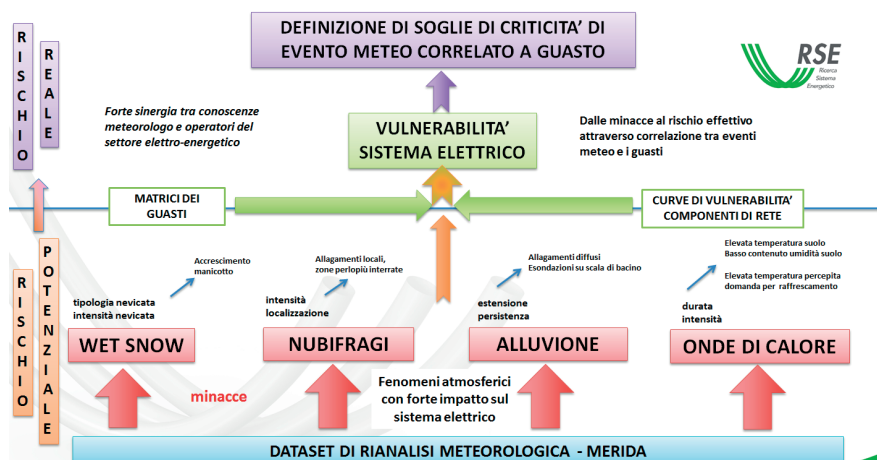 DEFINIZIONE DI SOGLIE DI CRITICITA’ DI
EVENTO METEO CORRELATO A GUASTO
RSE
Ricerca
Sistema
Energetico
RISCHIO
REALE
Forte sinergia tra conoscenze
meteorologo e operatori del
settore elettro-energetico
VULNERABILITA’
SISTEMA ELETTRICO
Dalle minacce al rischio effettivo
attraverso correlazione tra eventi
meteo e i guasti
MATRICI DEI
GUASTI
CURVE DI VULNERABILITA’
COMPONENTI DI RETE
RISCHIO
POTENZIALE
Accrescimento
manicotto
tipologia nevicata
intensità nevicata
WET SNOW
Allagamenti locali,
zone perlopiù interrate
intensità
localizzazione
NUBIFRAGI
Allagamenti diffusi
Esondazioni su scala di bacino
estensione
persistenza
ALLUVIONE
Elevata temperatura suolo
Basso contenuto umidità suolo
Elevata temperatura percepita
domanda per raffrescamento
durata
intensità
ONDE DI CALORE
minacce
Fenomeni atmosferici
con forte impatto sul
sistema elettrico
DATASET DI RIANALISI METEOROLOGICA - MERIDA